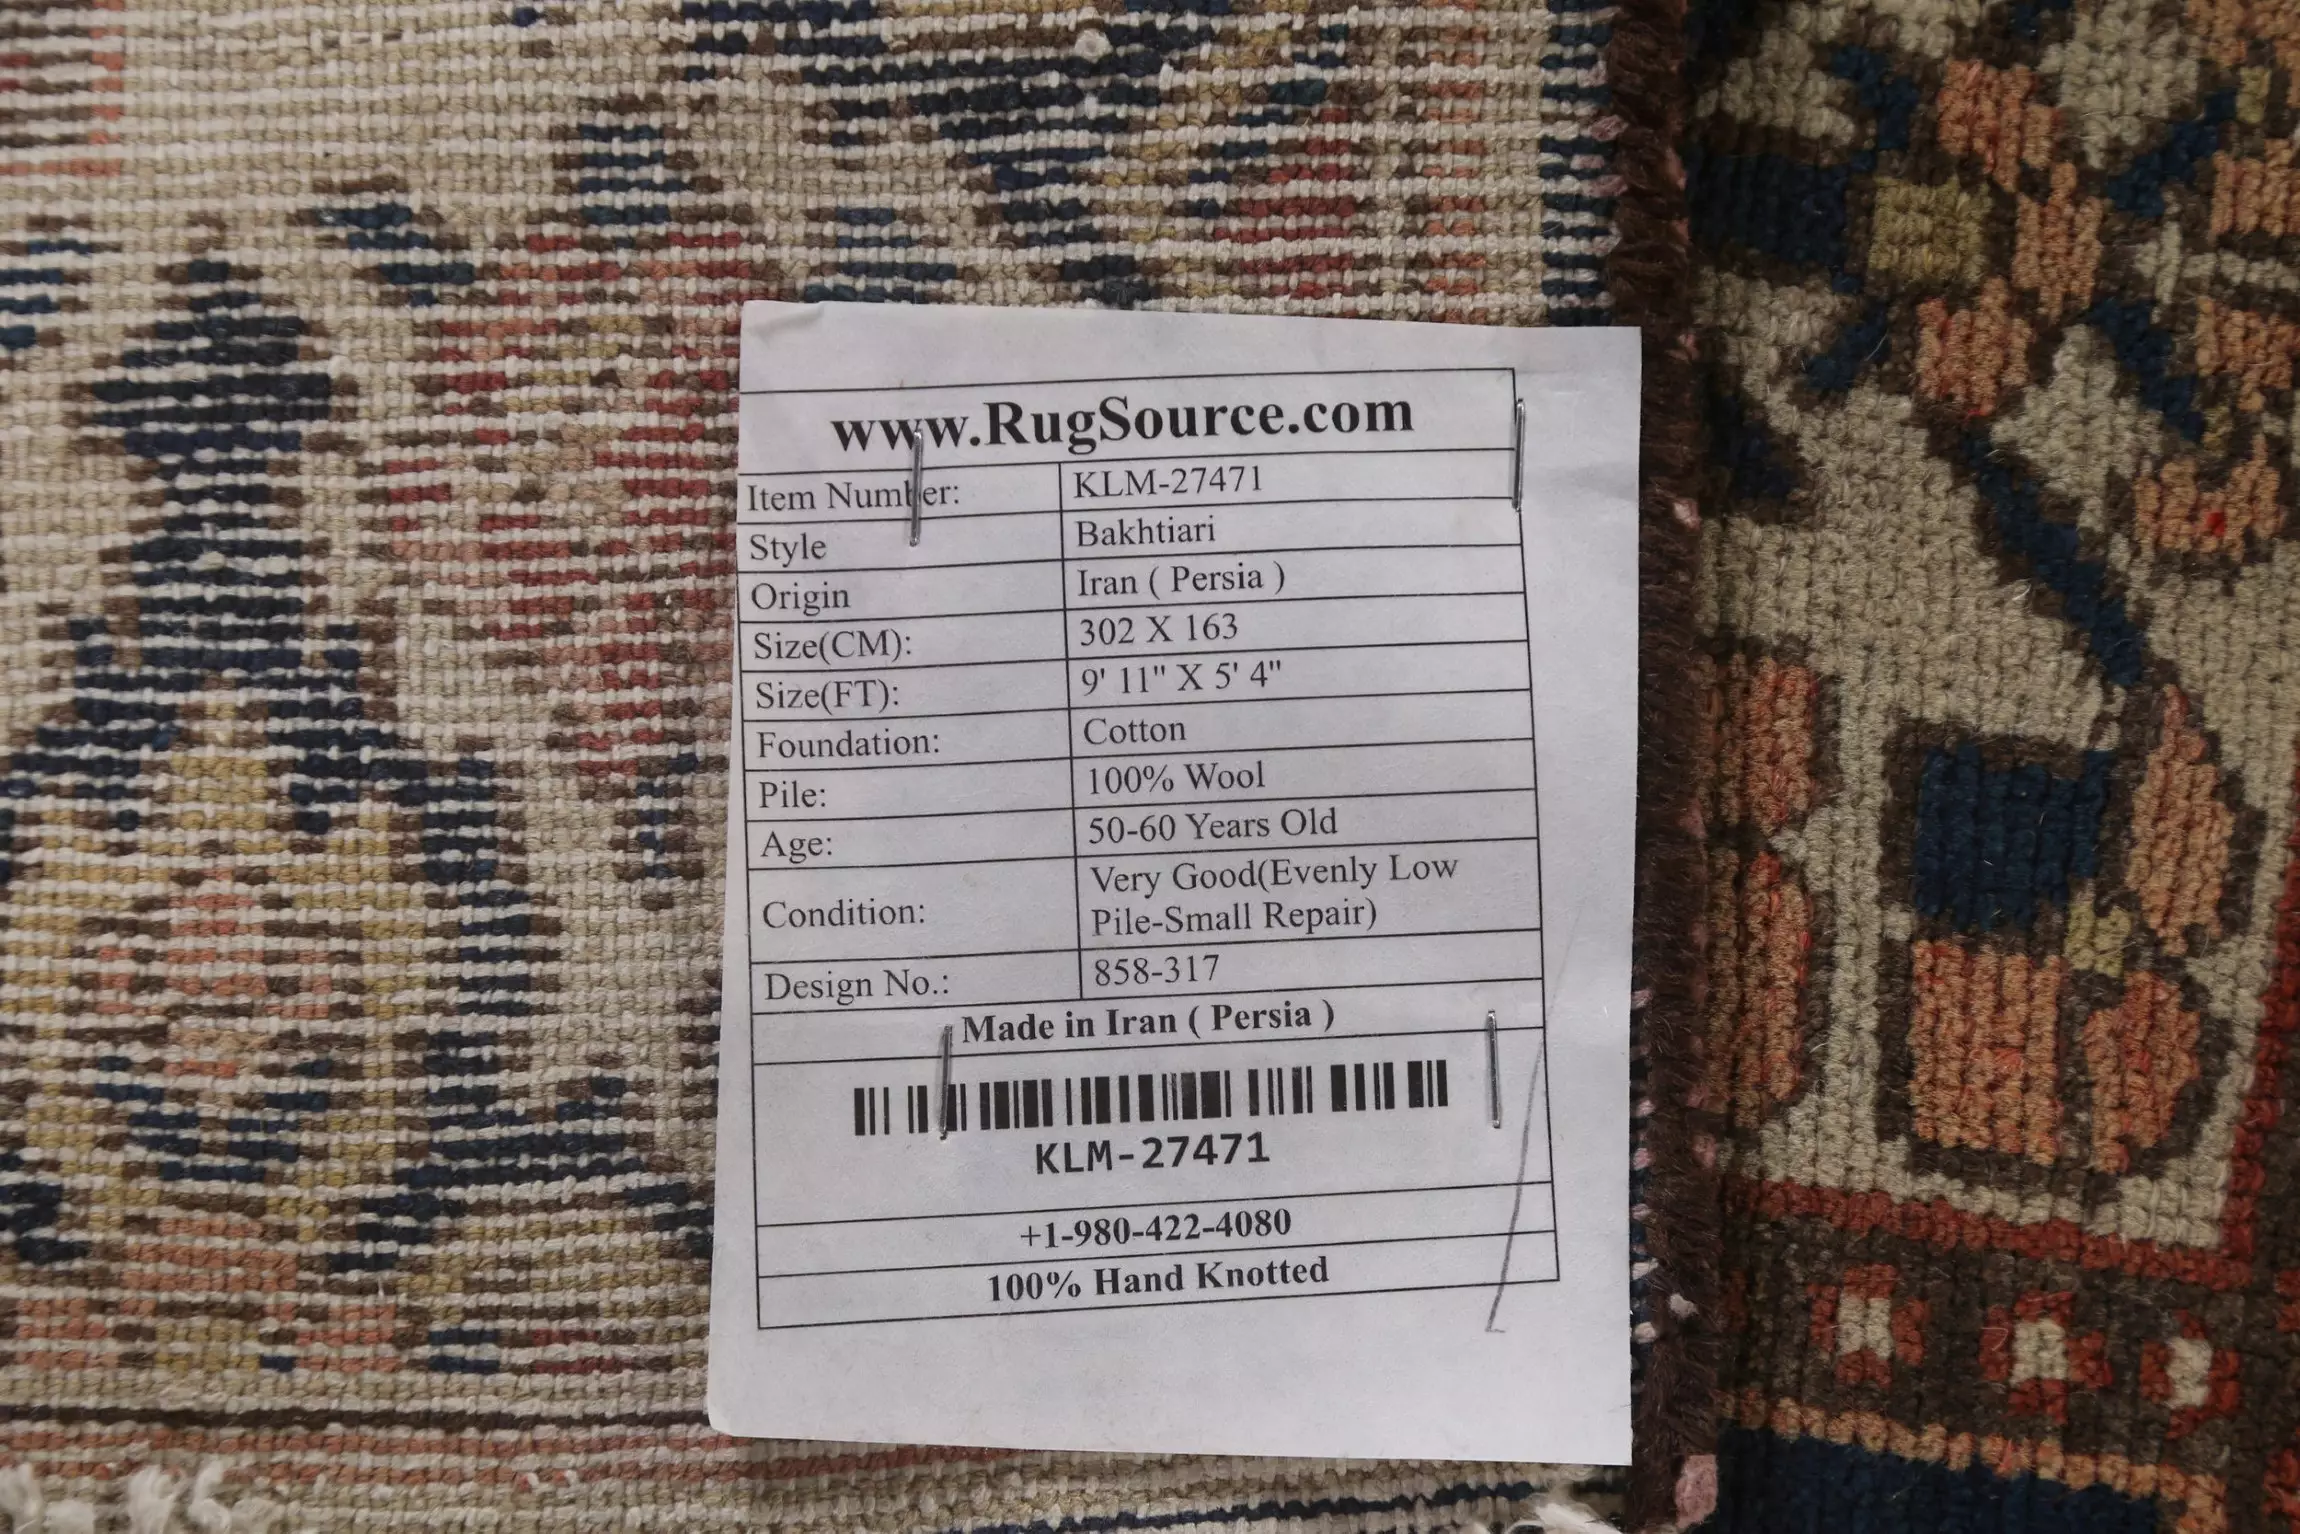 www.RugSource.com
Item Number: KLM-27471
Style Bakhtiari
Origin Iran ( Persia )
Size(CM): 302 X 163
Size(FT): 9' 11" X 5' 4"
Foundation: Cotton
Pile: 100% Wool
Age: 50-60 Years Old
Condition: Very Good(Evenly Low
Pile-Small Repair)
Design No.: 858-317
Made in Iran ( Persia )
KLM-27471
+1-980-422-4080
100% Hand Knotted